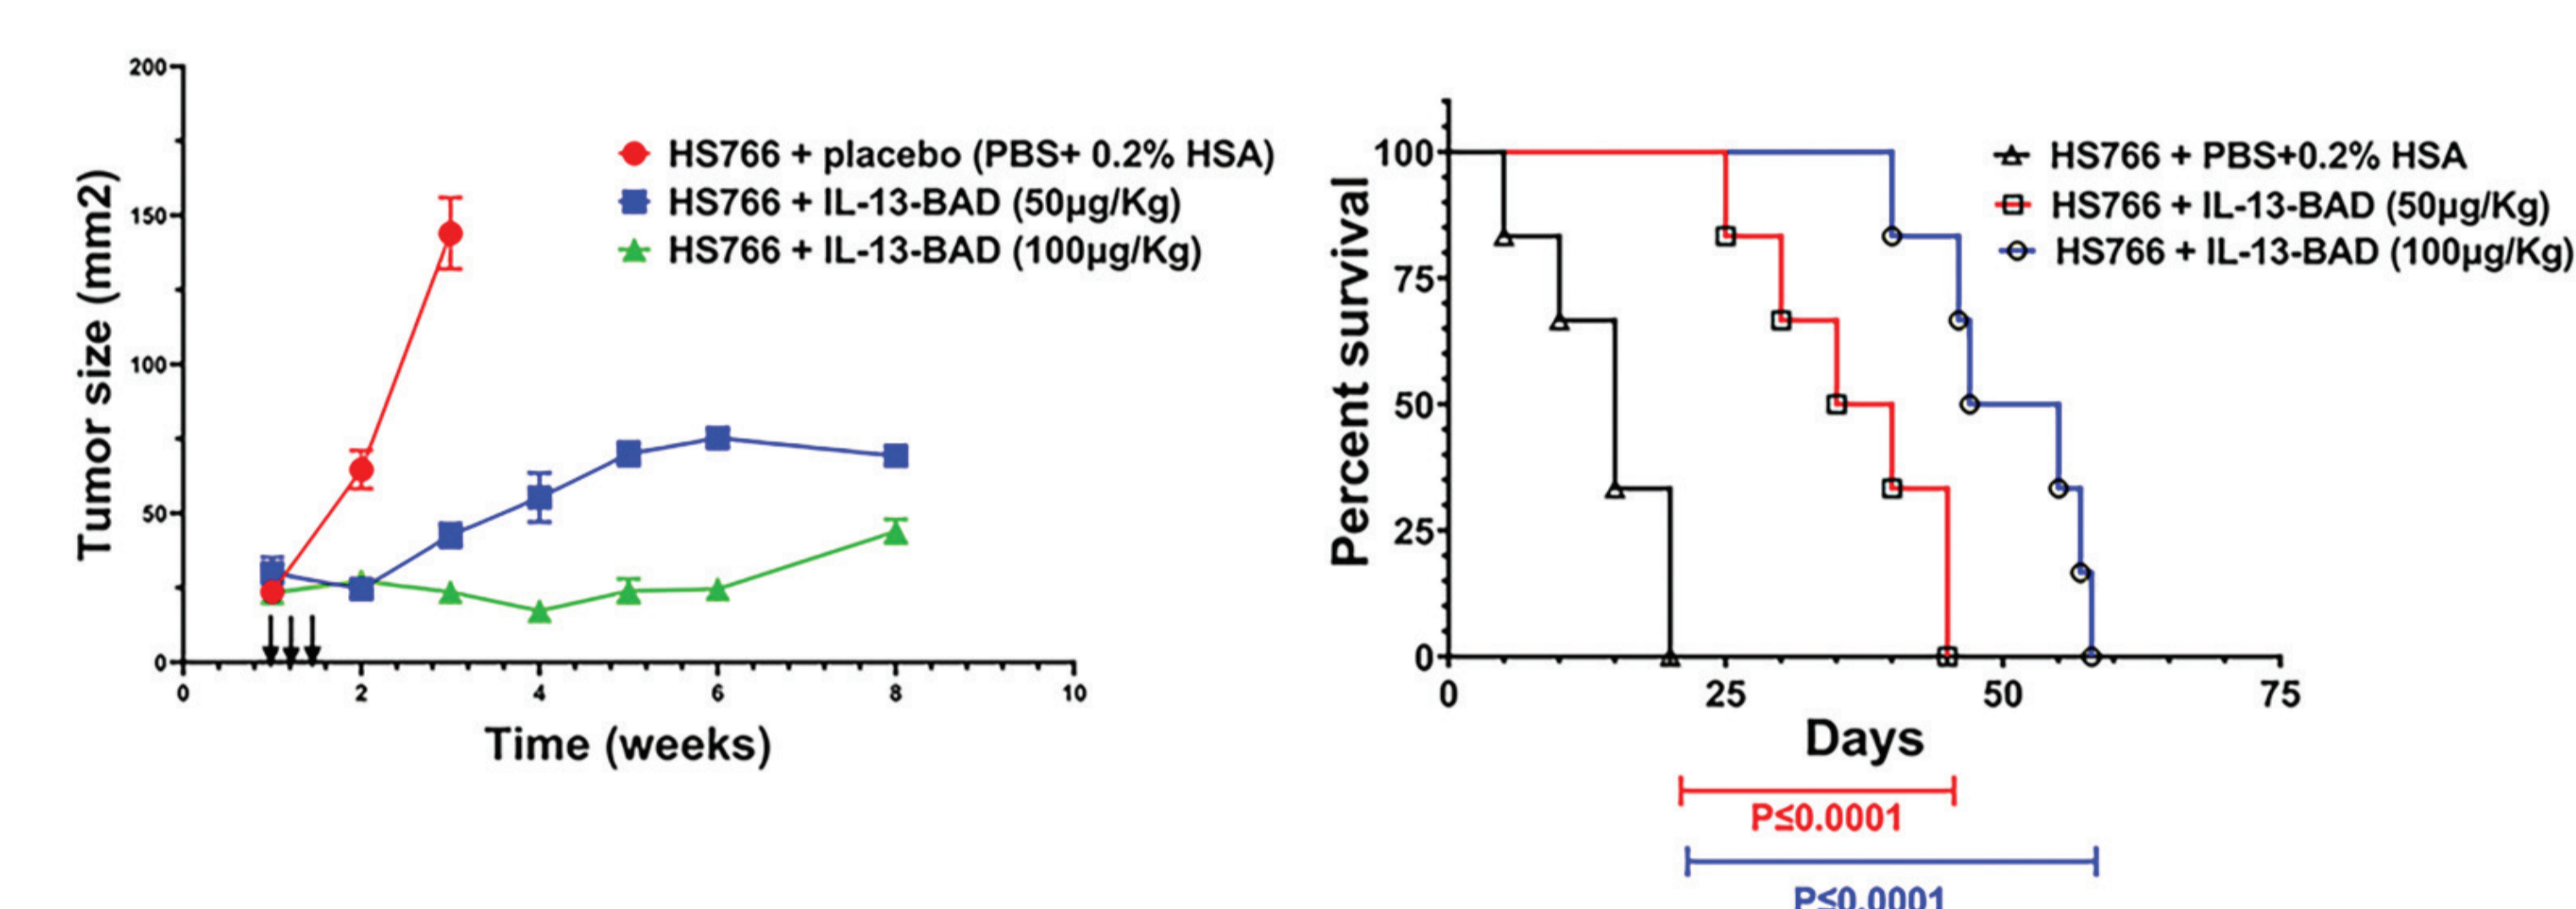 200
150
100
50
0
Tumor size (mm2)
0 2 4 6 8 10
Time (weeks)
HS766 + placebo (PBS+ 0.2% HSA)
HS766 + IL-13-BAD (50μg/Kg)
HS766 + IL-13-BAD (100μg/Kg)
100
75
50
25
0
Percent survival
0 25 50 75
Days
HS766 + PBS+0.2% HSA
HS766 + IL-13-BAD (50μg/Kg)
HS766 + IL-13-BAD (100μg/Kg)
P≤0.0001
P≤0.0001